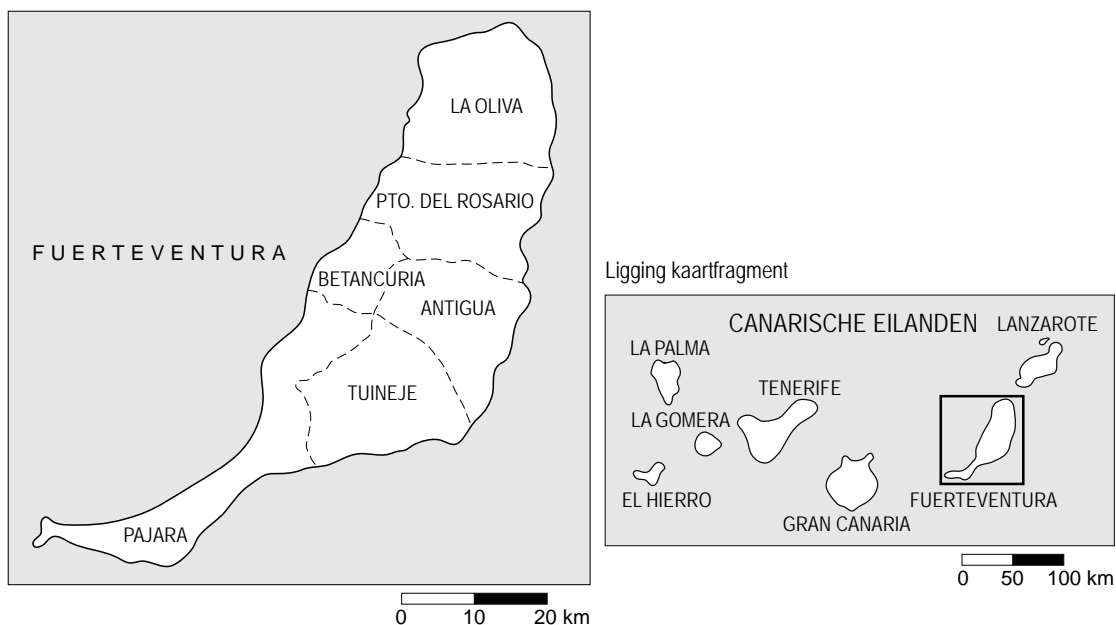 LA OLIVA
PTO. DEL ROSARIO
FUERTEVENTURA
BETANCURIA
ANTIGUA
TUINEJE
PAJARA
0 10 20 km
Ligging kaartfragment
CANARISCHE EILANDEN
LANZAROTE
LA PALMA
TENERIFE
LA GOMERA
EL HIERRO
FUERTEVENTURA
GRAN CANARIA
0 50 100 km